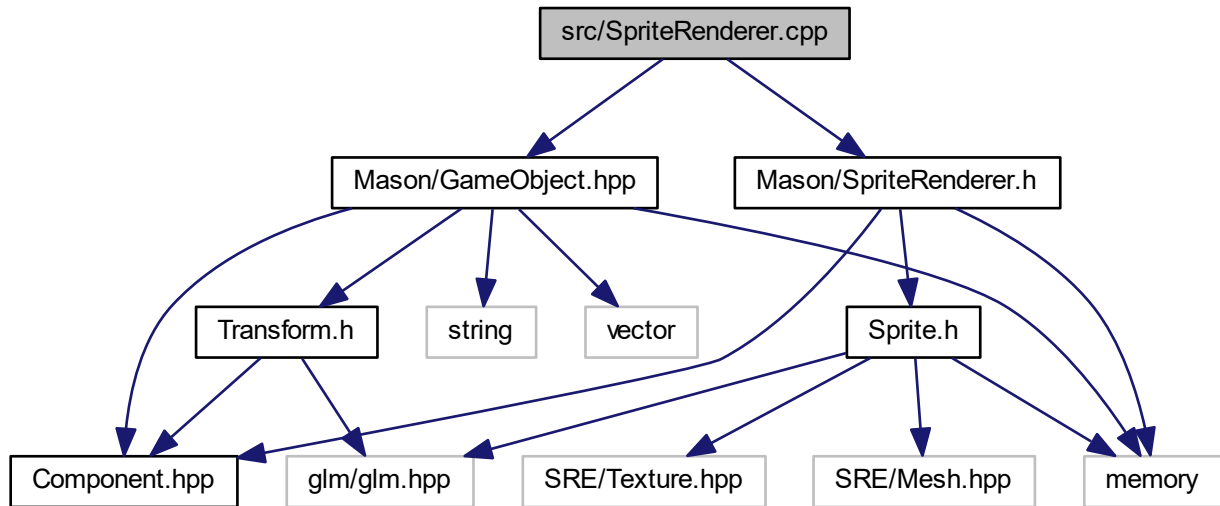 src/SpriteRenderer.cpp
Mason/GameObject.hpp
Mason/SpriteRenderer.h
Transform.h
string
vector
Sprite.h
Component.hpp
glm/glm.hpp
SRE/Texture.hpp
SRE/Mesh.hpp
memory